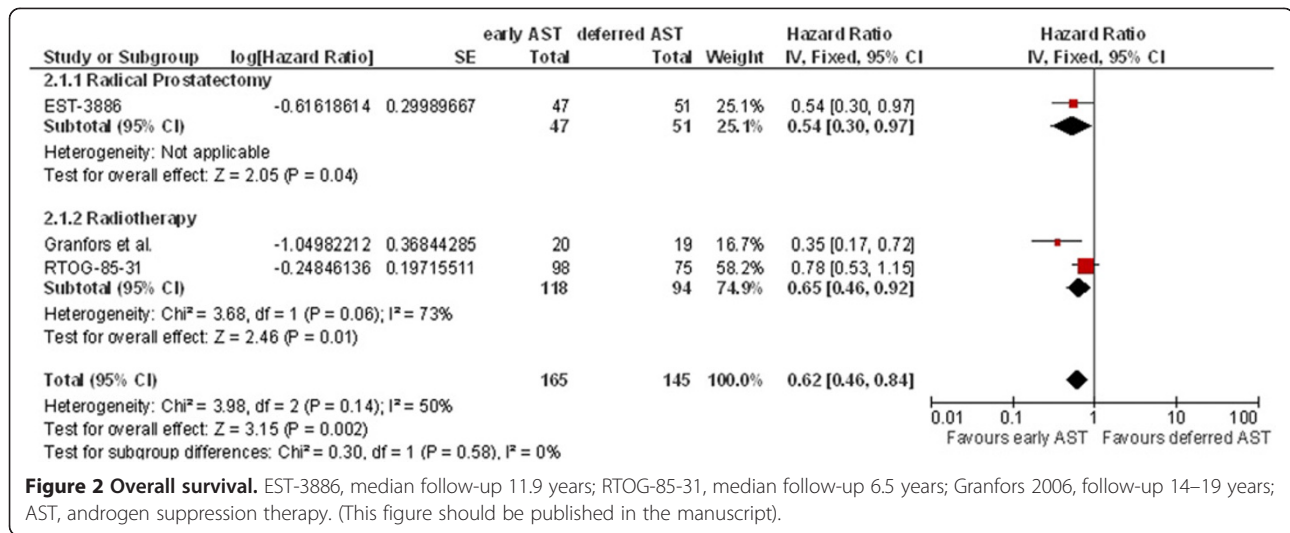 early AST deferred AST Hazard Ratio Hazard Ratio
Study or Subgroup log[Hazard Ratio] SE Total Total Weight IV, Fixed, 95% CI IV, Fixed, 95% CI
2.1.1 Radical Prostatectomy
EST-3886 -0.61618614 0.29989667 47 51 25.1% 0.54 [0.30, 0.97]
Subtotal (95% CI) 47 51 25.1% 0.54 [0.30, 0.97]
Heterogeneity: Not applicable
Test for overall effect: Z = 2.05 (P = 0.04)
2.1.2 Radiotherapy
Granfors et al. -1.04982212 0.36844285 20 19 16.7% 0.35 [0.17, 0.72]
RTOG-85-31 -0.24846136 0.19715511 98 75 58.2% 0.78 [0.53, 1.15]
Subtotal (95% CI) 118 94 74.9% 0.65 [0.46, 0.92]
Heterogeneity: Chi² = 3.68, df = 1 (P = 0.06); I² = 73%
Test for overall effect: Z = 2.46 (P = 0.01)
Total (95% CI) 165 145 100.0% 0.62 [0.46, 0.84]
Heterogeneity: Chi² = 3.98, df = 2 (P = 0.14); I² = 50%
Test for overall effect: Z = 3.15 (P = 0.002)
Test for subgroup differences: Chi² = 0.30, df = 1 (P = 0.58), I² = 0%
0.01 0.1 1 10 100
Favours early AST Favours deferred AST
Figure 2 Overall survival. EST-3886, median follow-up 11.9 years; RTOG-85-31, median follow-up 6.5 years; Granfors 2006, follow-up 14–19 years;
AST, androgen suppression therapy. (This figure should be published in the manuscript).